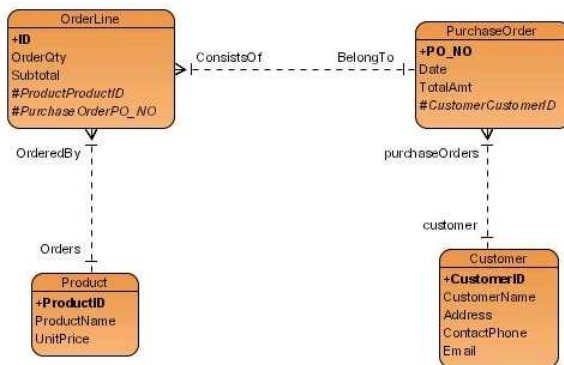 OrderLine
+ID
OrderQty
Subtotal
#ProductProductID
#PurchaseOrderPO_NO
ConsistsOf
BelongTo
PurchaseOrder
+PO_NO
Date
TotalAmt
#CustomerCustomerID
OrderedBy
Orders
purchaseOrders
customer
Product
+ProductID
ProductName
UnitPrice
Customer
+CustomerID
CustomerName
Address
ContactPhone
Email